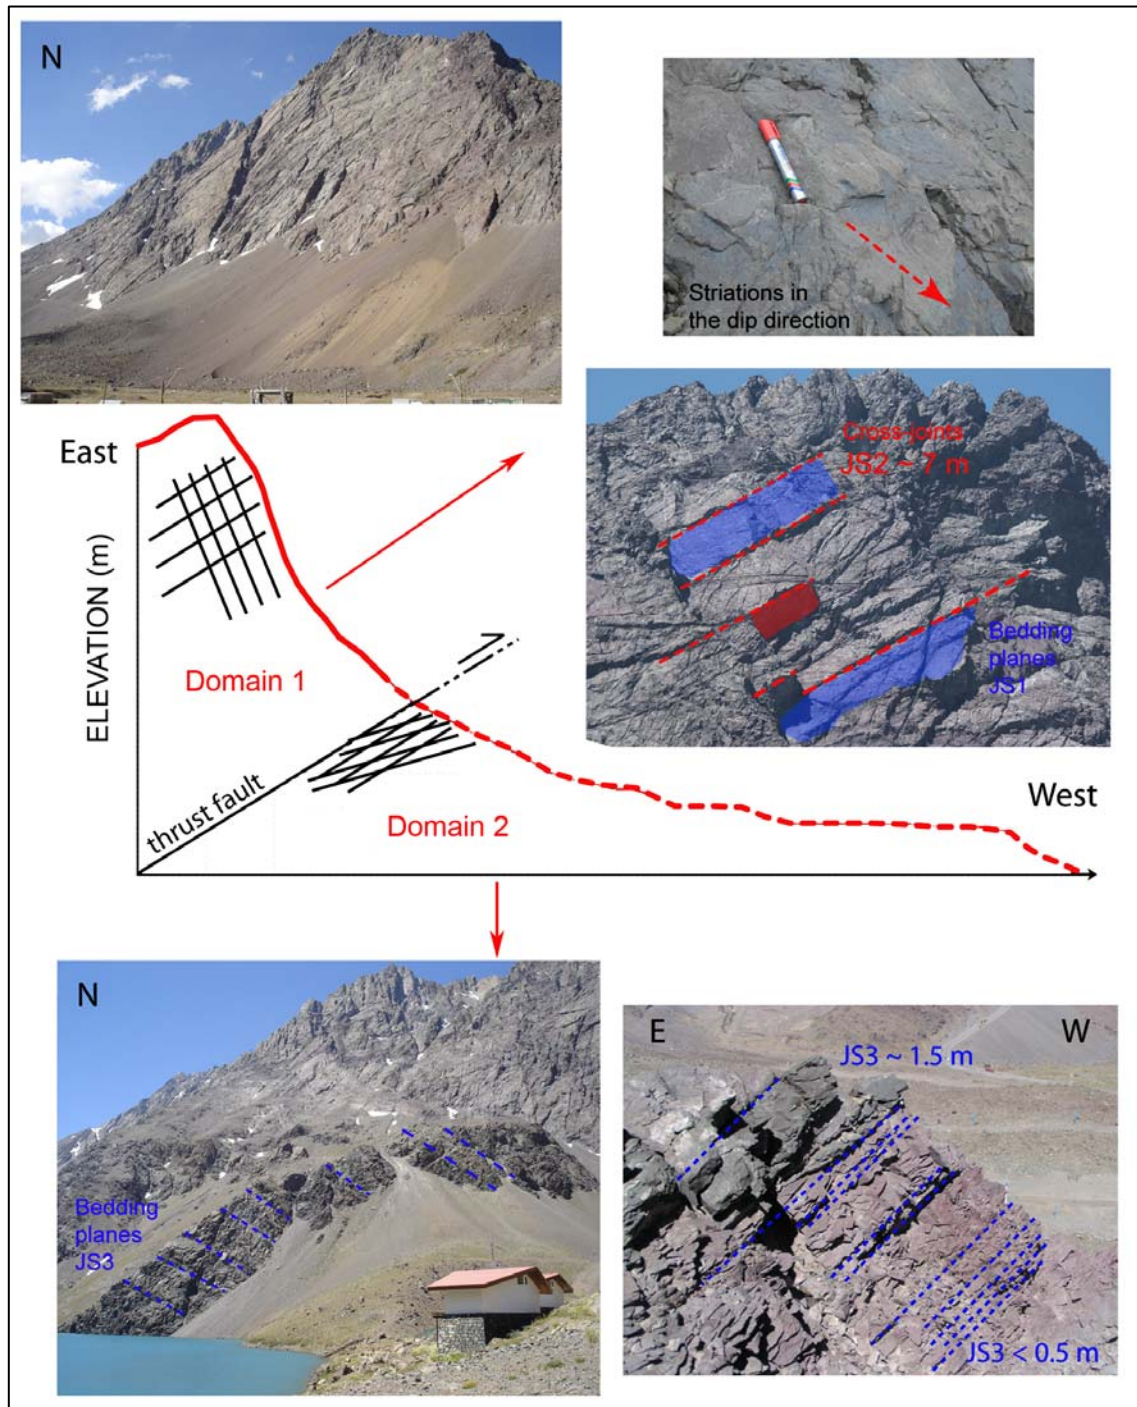 N
Striations in
the dip direction
East
Cross-joints
JS2 ~ 7 m
Bedding
planes
JS1
ELEVATION (m)
Domain 1
thrust fault
Domain 2
West
N
Bedding
planes
JS3
E
W
JS3 ~ 1.5 m
JS3 < 0.5 m